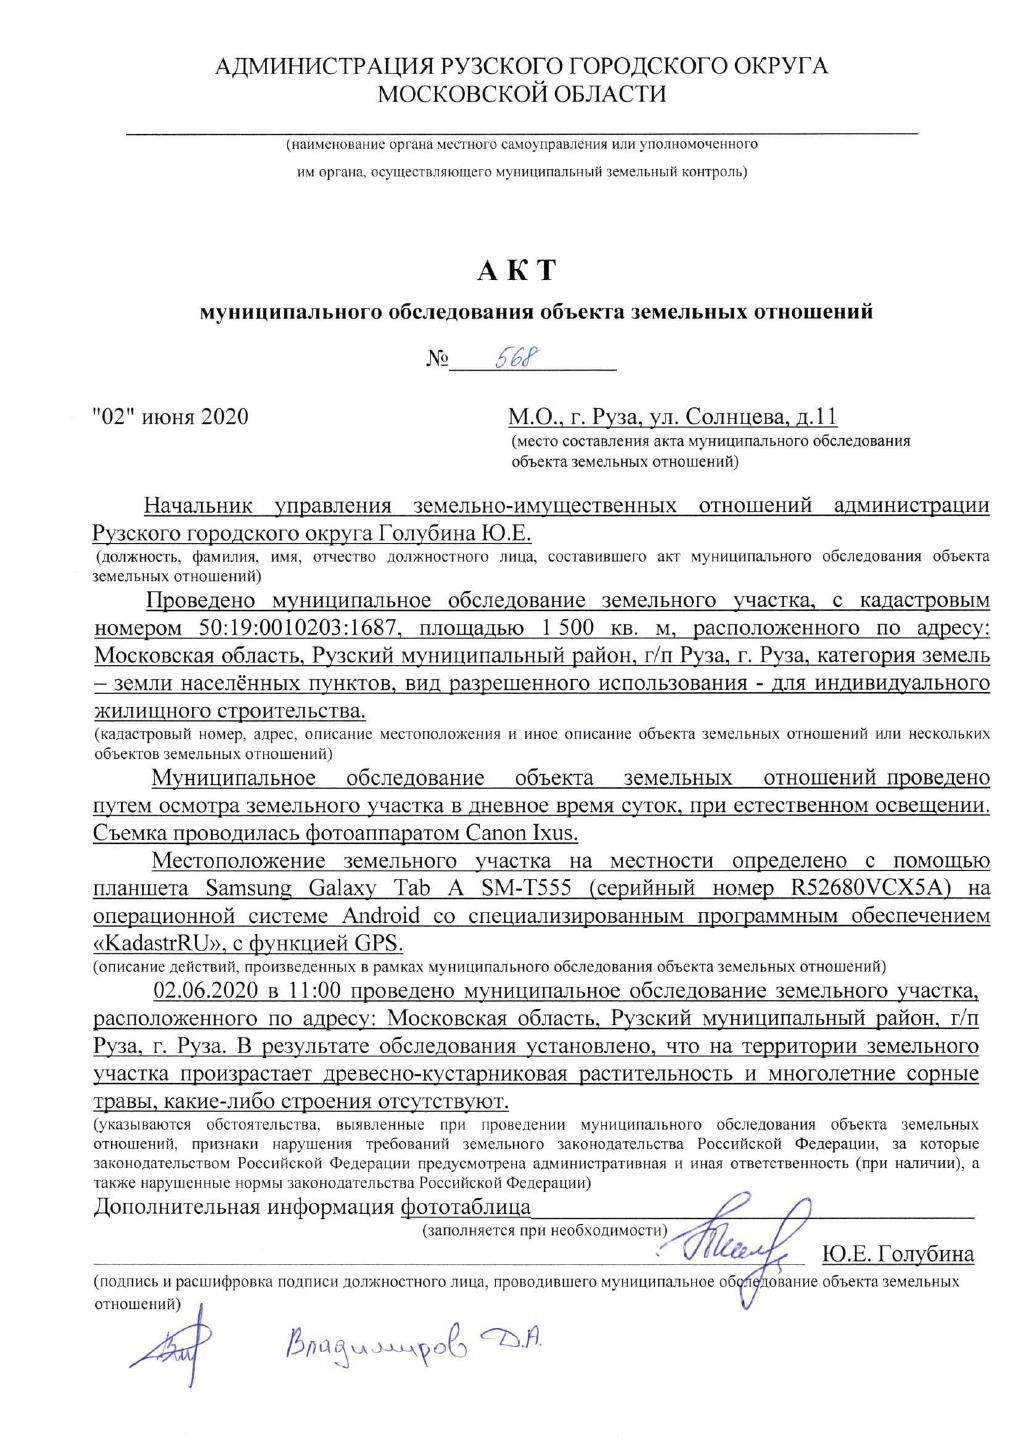 АДМИНИСТРАЦИЯ РУЗСКОГО ГОРОДСКОГО ОКРУГА
МОСКОВСКОЙ ОБЛАСТИ
(наименование органа местного самоуправления или уполномоченного
им органа, осуществляющего муниципальный земельный контроль)
А К Т
муниципального обследования объекта земельных отношений
№ 568
"02" июня 2020
М.О., г. Руза, ул. Солнцева, д.11
(место составления акта муниципального обследования
объекта земельных отношений)
Начальник управления земельно-имущественных отношений администрации
Рузского городского округа Голубина Ю.Е.
(должность, фамилия, имя, отчество должностного лица, составившего акт муниципального обследования объекта
земельных отношений)
Проведено муниципальное обследование земельного участка, с кадастровым
номером 50:19:0010203:1687, площадью 1 500 кв. м, расположенного по адресу:
Московская область, Рузский муниципальный район, г/п Руза, г. Руза, категория земель
– земли населённых пунктов, вид разрешенного использования - для индивидуального
жилищного строительства.
(кадастровый номер, адрес, описание местоположения и иное описание объекта земельных отношений или нескольких
объектов земельных отношений)
Муниципальное обследование объекта земельных отношений проведено
путем осмотра земельного участка в дневное время суток, при естественном освещении.
Съемка проводилась фотоаппаратом Canon Ixus.
Местоположение земельного участка на местности определено с помощью
планшета Samsung Galaxy Tab A SM-T555 (серийный номер R52680VCX5A) на
операционной системе Android со специализированным программным обеспечением
«KadastrRU», с функцией GPS.
(описание действий, произведенных в рамках муниципального обследования объекта земельных отношений)
02.06.2020 в 11:00 проведено муниципальное обследование земельного участка,
расположенного по адресу: Московская область, Рузский муниципальный район, г/п
Руза, г. Руза. В результате обследования установлено, что на территории земельного
участка произрастает древесно-кустарниковая растительность и многолетние сорные
травы, какие-либо строения отсутствуют.
(указываются обстоятельства, выявленные при проведении муниципального обследования объекта земельных
отношений, признаки нарушения требований земельного законодательства Российской Федерации, за которые
законодательством Российской Федерации предусмотрена административная и иная ответственность (при наличии), а
также нарушенные нормы законодательства Российской Федерации)
Дополнительная информация фототаблица
(заполняется при необходимости)
Ю.Е. Голубина
(подпись и расшифровка подписи должностного лица, проводившего муниципальное обследование объекта земельных
отношений)
Владимиров Д.А.